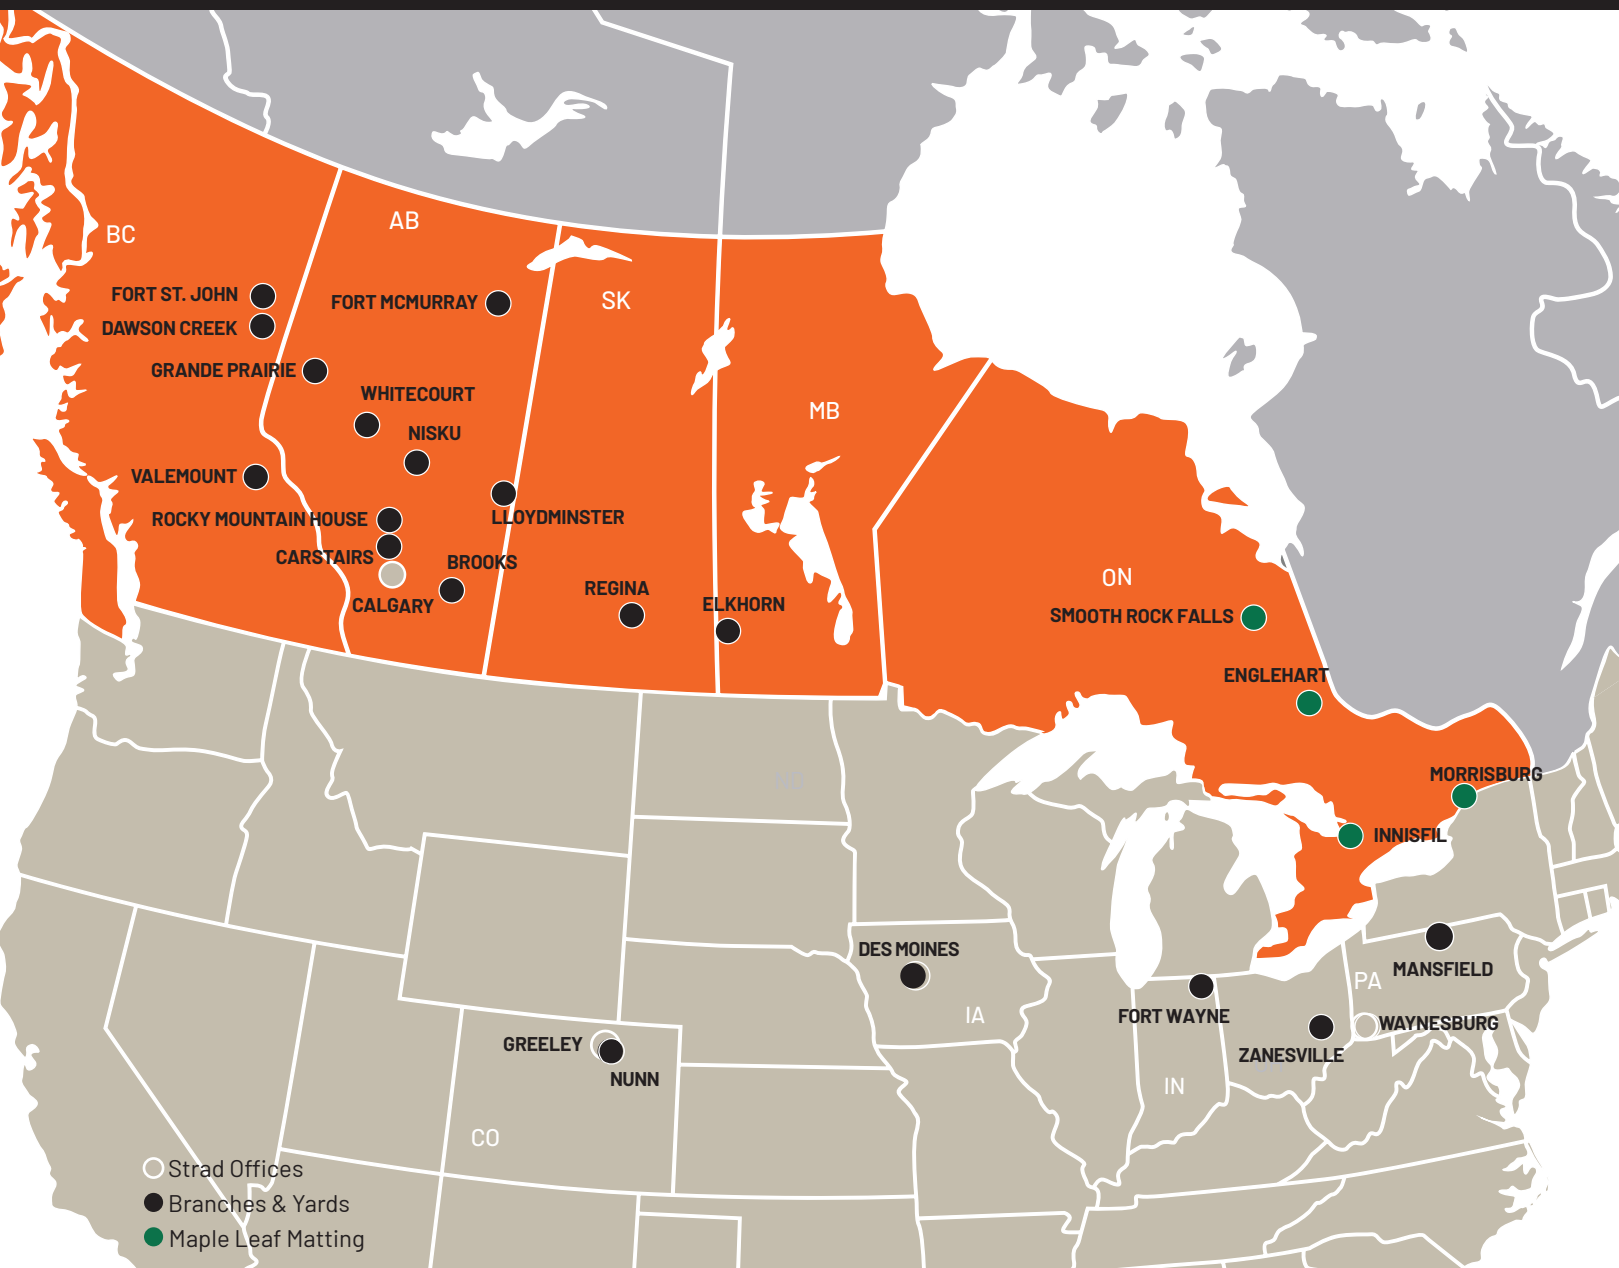 BC
AB
SK
MB
ON
FORT ST. JOHN
DAWSON CREEK
GRANDE PRAIRIE
FORT MCMURRAY
WHITECOURT
NISKU
VALEMOUNT
ROCKY MOUNTAIN HOUSE
LLOYDMINSTER
CARSTAIRS
BROOKS
CALGARY
REGINA
ELKHORN
SMOOTH ROCK FALLS
ENGLEHART
MORRISBURG
INNISFIL
ND
DES MOINES
IA
FORT WAYNE
IN
ZANESVILLE
PA
MANSFIELD
WAYNESBURG
GREELEY
NUNN
CO
Strad Offices
Branches & Yards
Maple Leaf Matting